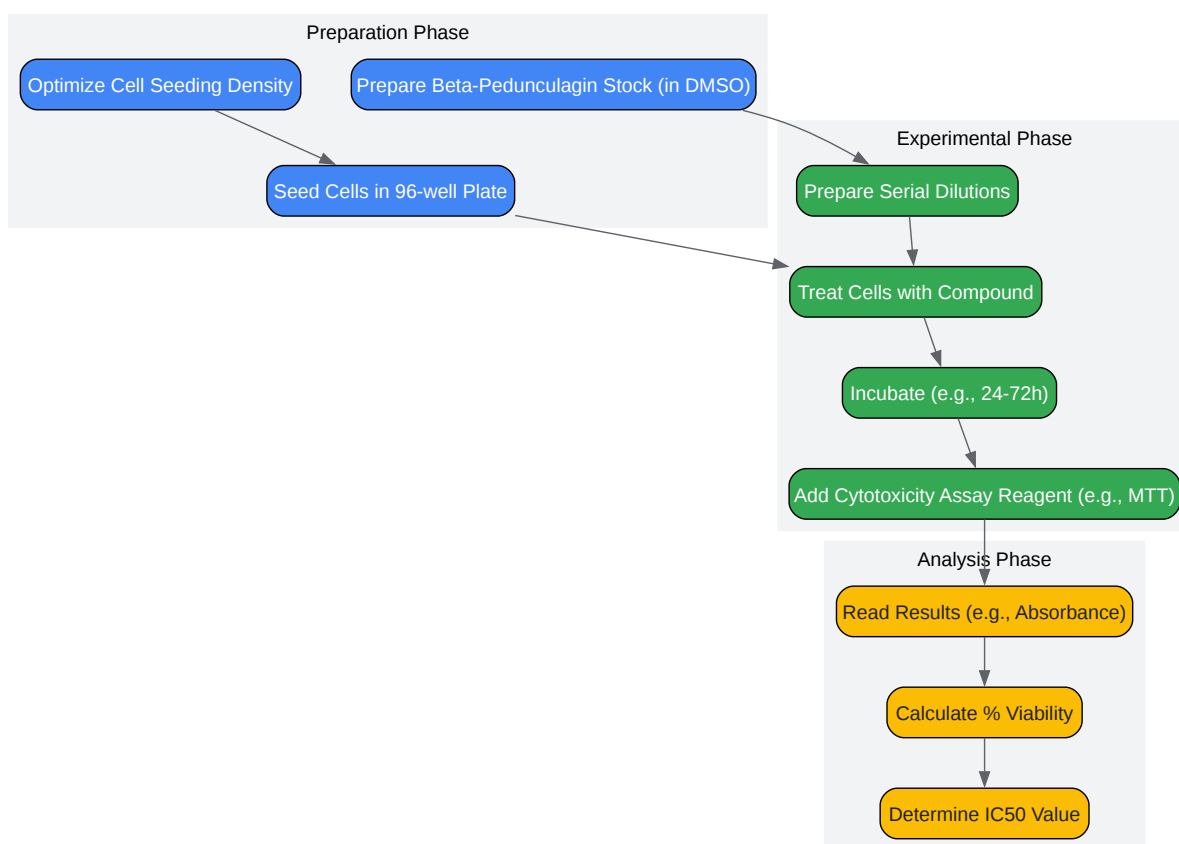 Preparation Phase
Optimize Cell Seeding Density
Prepare Beta-Pedunculagin Stock (in DMSO)
Seed Cells in 96-well Plate
Experimental Phase
Prepare Serial Dilutions
Treat Cells with Compound
Incubate (e.g., 24-72h)
Add Cytotoxicity Assay Reagent (e.g., MTT)
Analysis Phase
Read Results (e.g., Absorbance)
Calculate % Viability
Determine IC50 Value